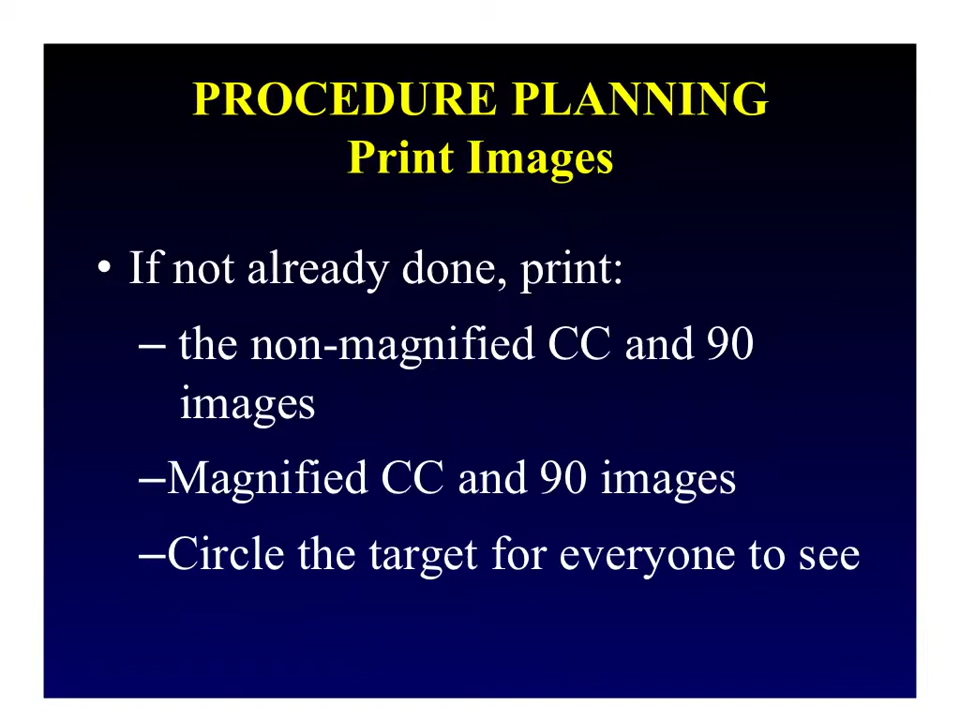 PROCEDURE PLANNING
Print Images
• If not already done, print:
– the non-magnified CC and 90
images
–Magnified CC and 90 images
–Circle the target for everyone to see